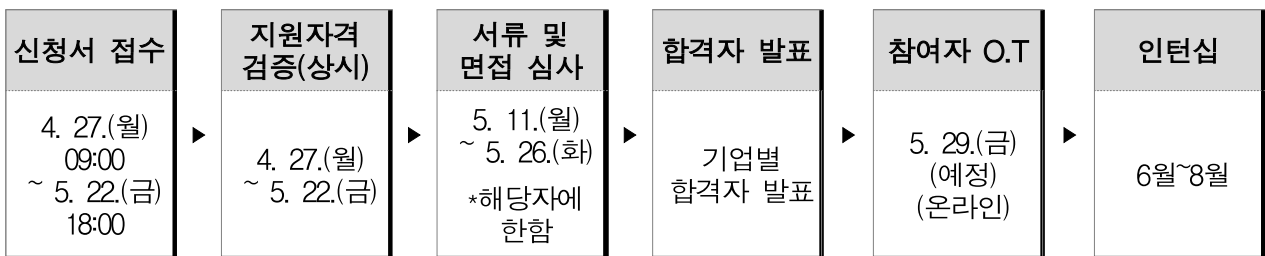 신청서 접수
4. 27.(월)
09:00
~ 5. 22.(금)
18:00
▶
지원자격
검증(상시)
4. 27.(월)
~ 5. 22.(금)
▶
서류 및
면접 심사
5. 11.(월)
~ 5. 26.(화)
*해당자에
한함
▶
합격자 발표
기업별
합격자 발표
▶
참여자 O.T
5. 29.(금)
(예정)
(온라인)
▶
인턴십
6월~8월